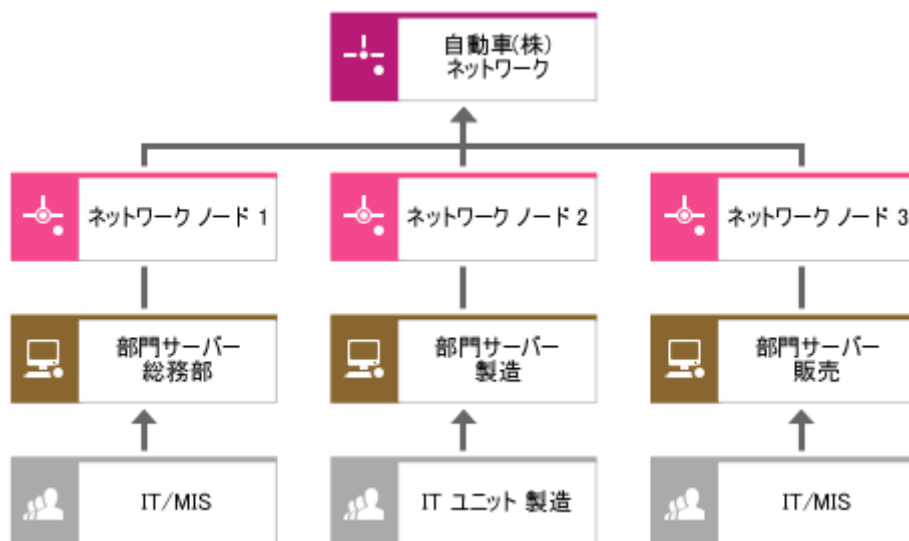 自動車(株)
ネットワーク
ネットワーク ノード 1
ネットワーク ノード 2
ネットワーク ノード 3
部門サーバー
総務部
部門サーバー
製造
部門サーバー
販売
IT/MIS
IT ユニット 製造
IT/MIS